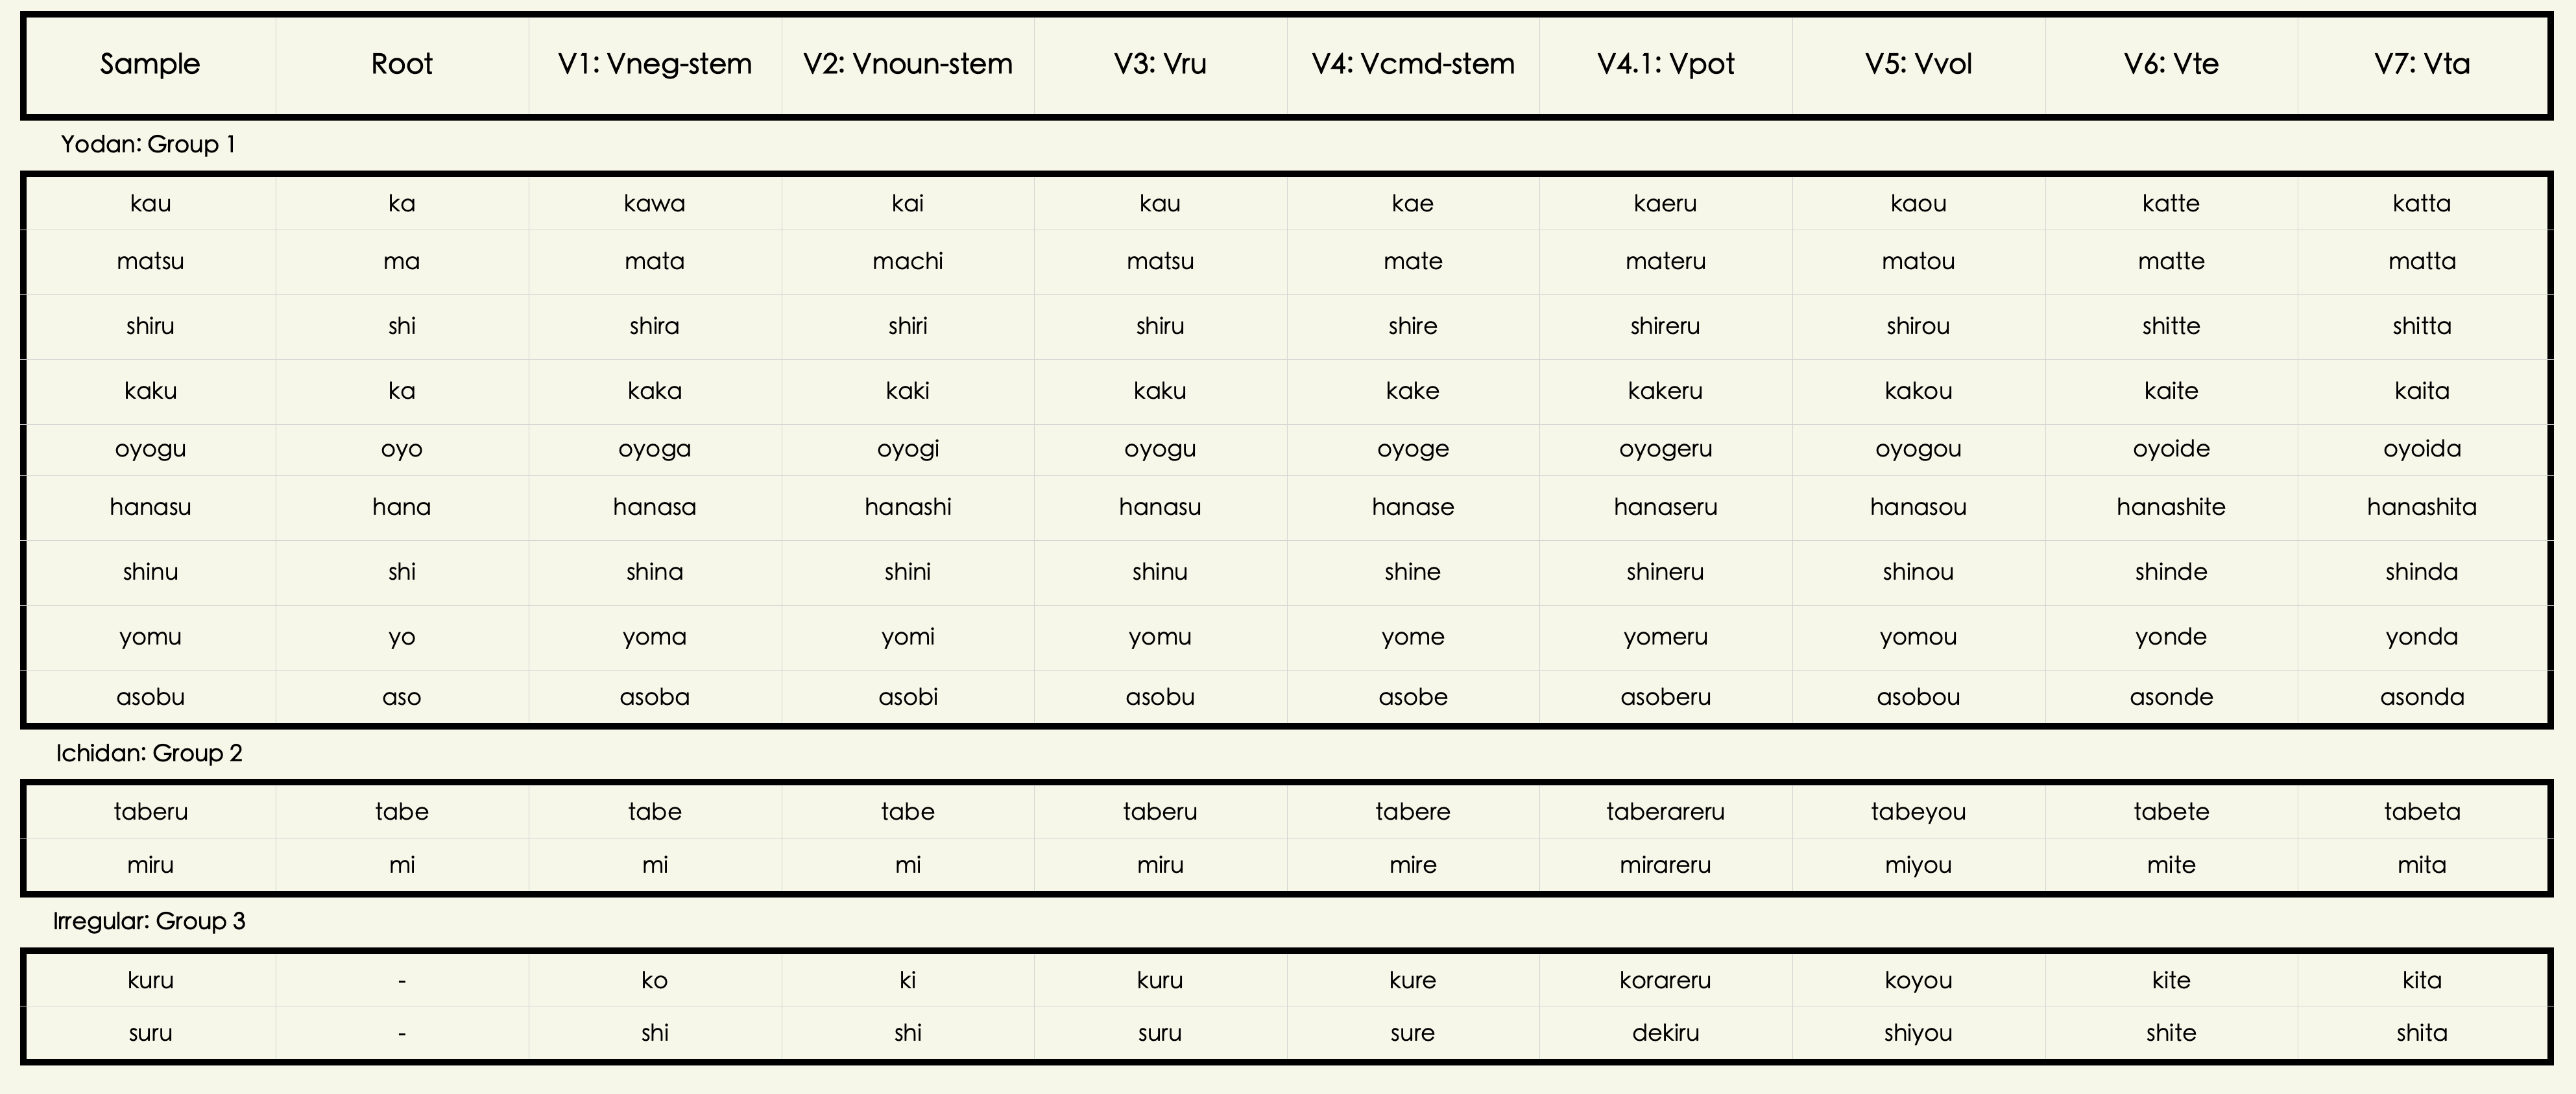 Sample Root V1: Vneg-stem V2: Vnoun-stem V3: Vru V4: Vcmd-stem V4.1: Vpot V5: Vvol V6: Vte V7: Vta
Yodan: Group 1
kau ka kawa kai kau kae kaeru kaou katte katta
matsu ma mata machi matsu mate materu matou matte matta
shiru shi shira shiri shiru shire shireru shirou shitte shitta
kaku ka kaka kaki kaku kake kakeru kakou kaite kaita
oyogu oyo oyoga oyogi oyogu oyoge oyogeru oyogou oyoide oyoida
hanasu hana hanasa hanashi hanasu hanase hanaseru hanasou hanashite hanashita
shinu shi shina shini shinu shine shineru shinou shinde shinda
yomu yo yoma yomi yomu yome yomeru yomou yonde yonda
asobu aso asoba asobi asobu asobe asoberu asobou asonde asonda
Ichidan: Group 2
taberu tabe tabe tabe taberu tabere taberareru tabeyou tabete tabeta
miru mi mi mi miru mire mirareru miyou mite mita
Irregular: Group 3
kuru - ko ki kuru kure korareru koyou kite kita
suru - shi shi suru sure dekiru shiyou shite shita